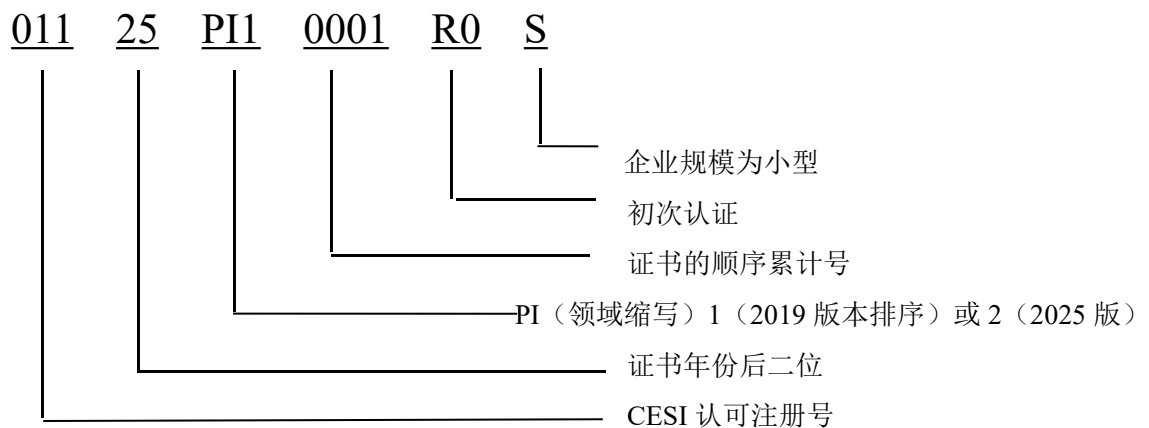 011 25 PI1 0001 R0 S
企业规模为小型
初次认证
证书的顺序累计号
PI（领域缩写）1（2019 版本排序）或 2（2025 版）
证书年份后二位
CESI 认可注册号